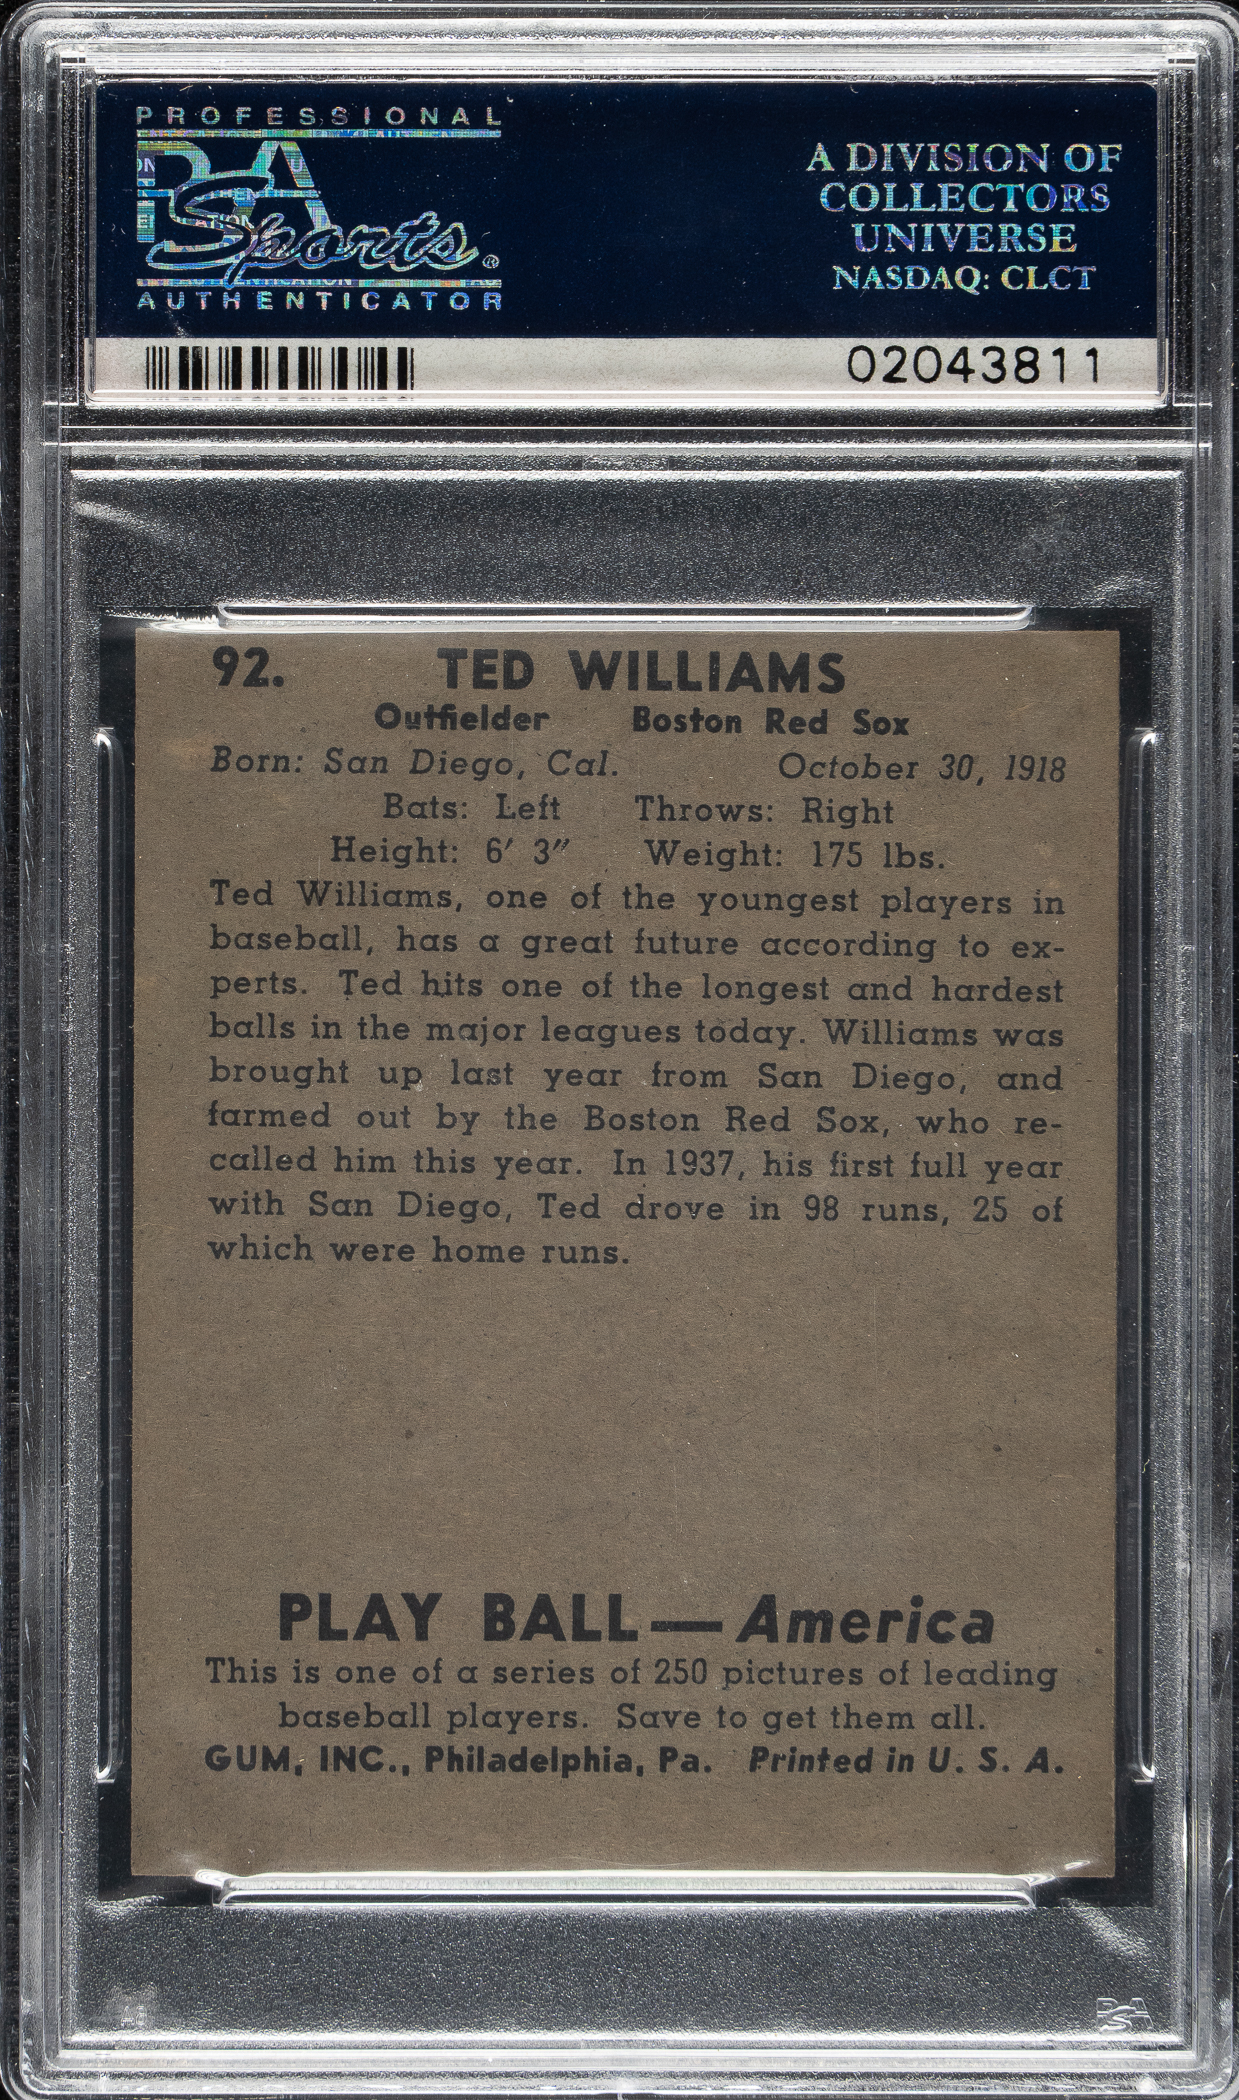 PROFESSIONAL
PSA
Sports®
AUTHENTICATOR
A DIVISION OF
COLLECTORS
UNIVERSE
NASDAQ: CLCT
02043811
92. TED WILLIAMS
Outfielder Boston Red Sox
Born: San Diego, Cal. October 30, 1918
Bats: Left Throws: Right
Height: 6′ 3″ Weight: 175 lbs.
Ted Williams, one of the youngest players in
baseball, has a great future according to ex-
perts. Ted hits one of the longest and hardest
balls in the major leagues today. Williams was
brought up last year from San Diego, and
farmed out by the Boston Red Sox, who re-
called him this year. In 1937, his first full year
with San Diego, Ted drove in 98 runs, 25 of
which were home runs.
PLAY BALL — America
This is one of a series of 250 pictures of leading
baseball players. Save to get them all.
GUM, INC., Philadelphia, Pa. Printed in U. S. A.
PSA